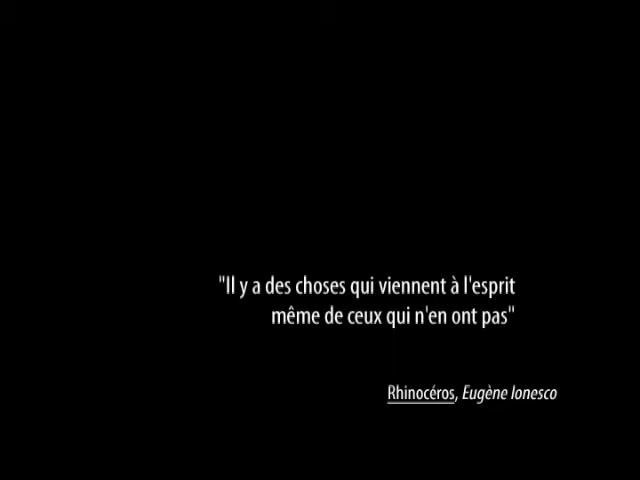 "Il y a des choses qui viennent à l'esprit
même de ceux qui n'en ont pas"
Rhinocéros, Eugène Ionesco